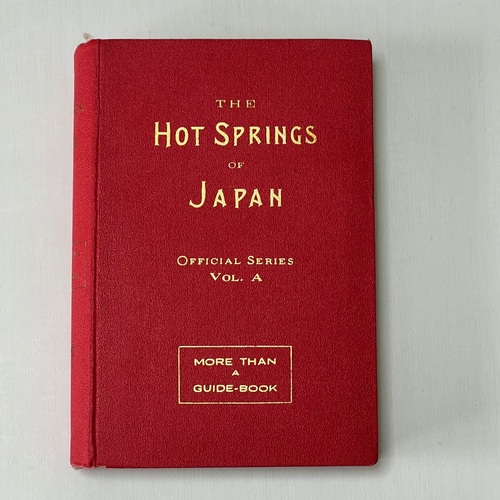 THE
HOT SPRINGS
OF
JAPAN
OFFICIAL SERIES
VOL. A
MORE THAN
A
GUIDE-BOOK